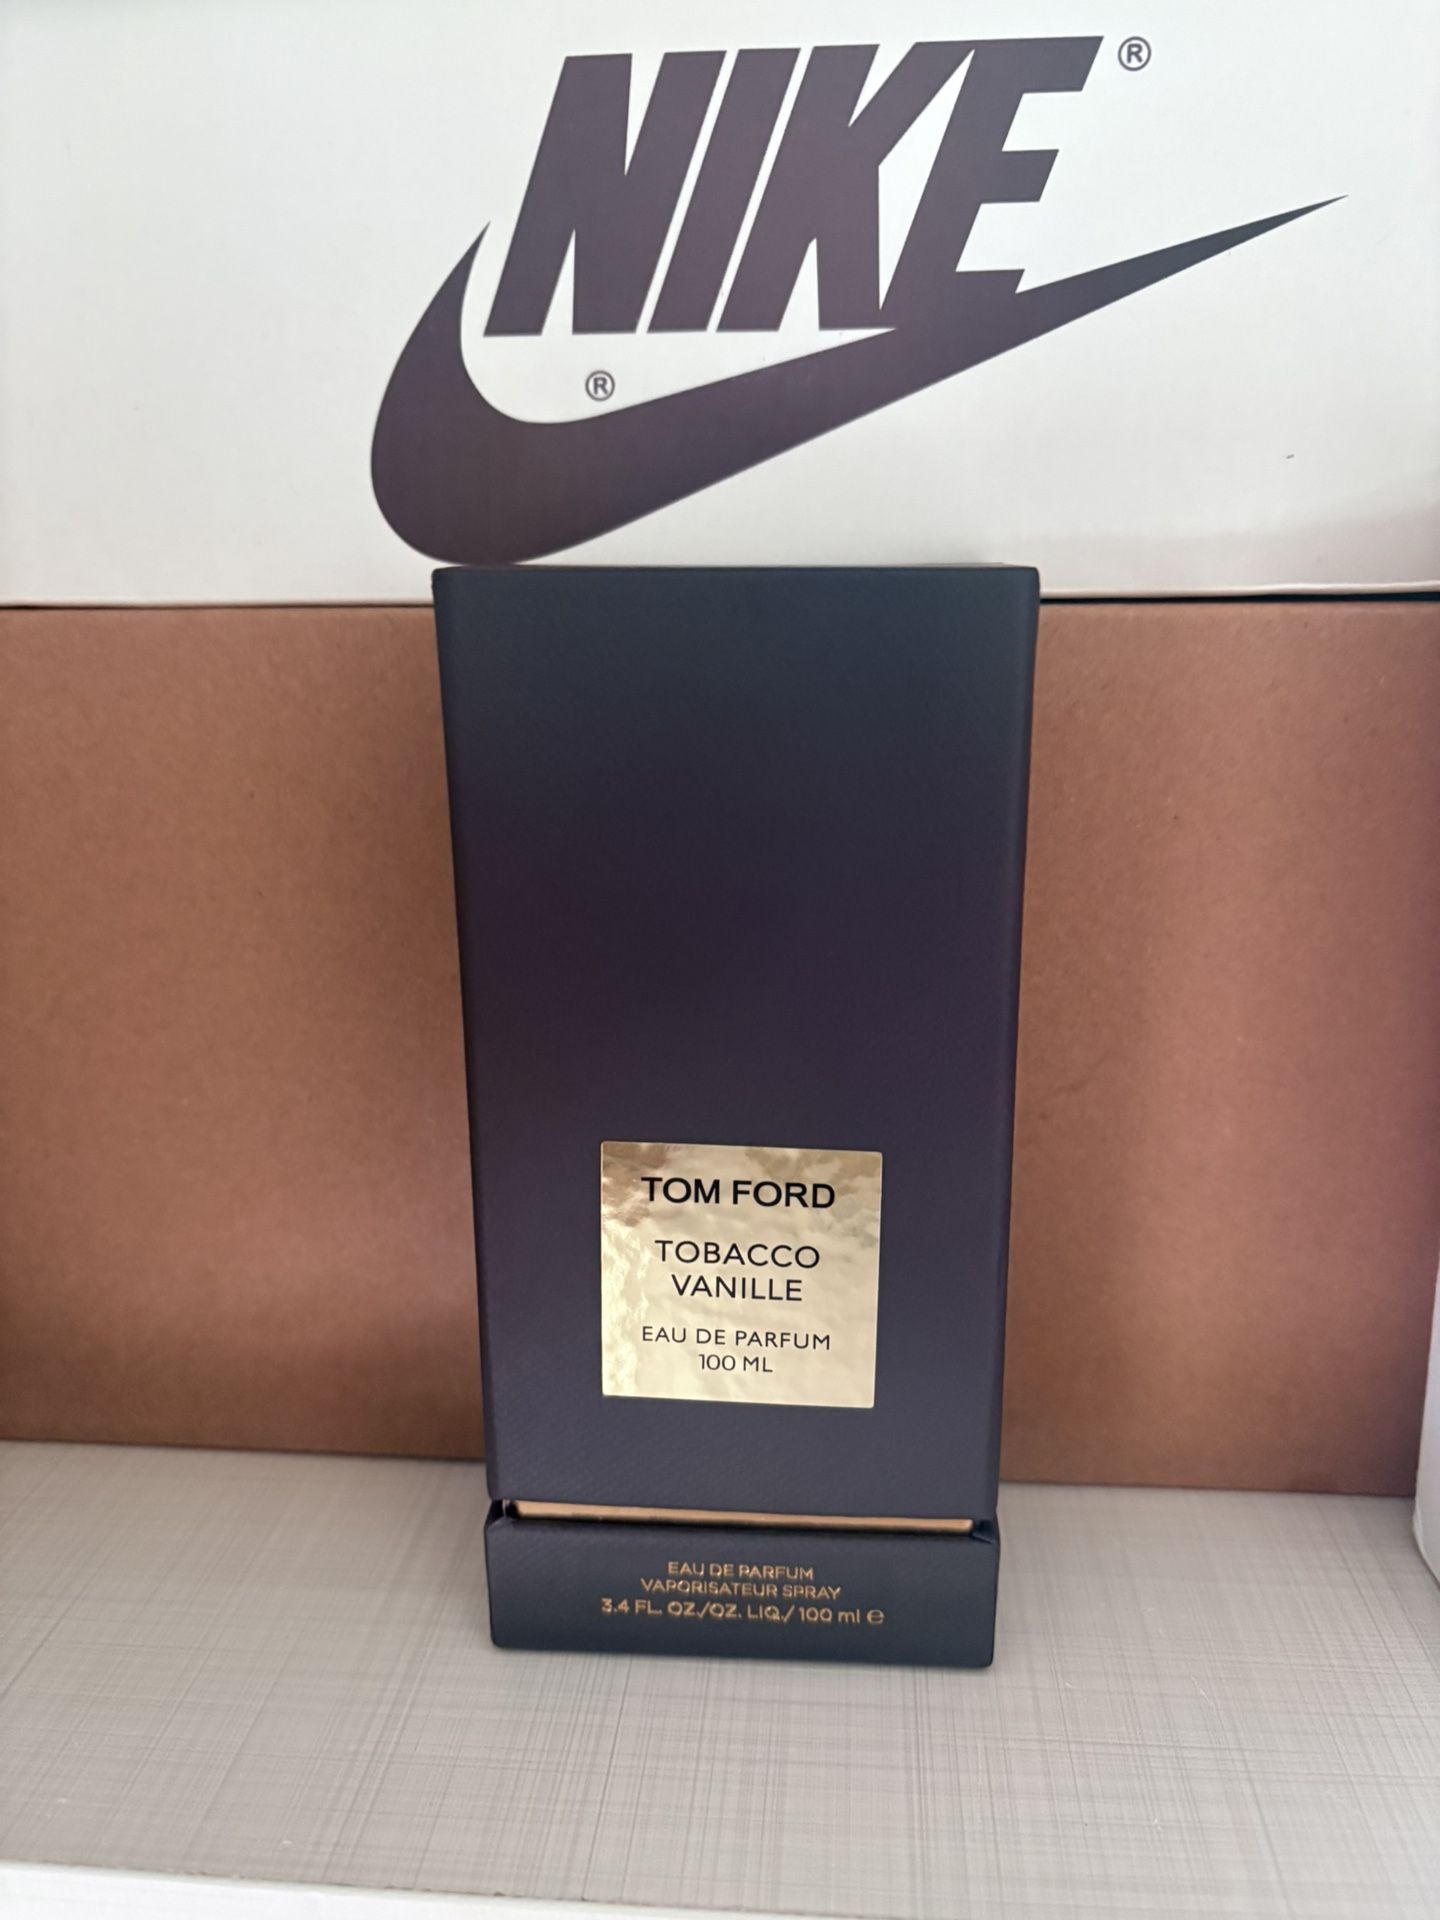 NIKE ®
®
TOM FORD
TOBACCO
VANILLE
EAU DE PARFUM
100 ML
EAU DE PARFUM
VAPORISATEUR SPRAY
3.4 FL. OZ./OZ. LIQ./ 100 ml ℮